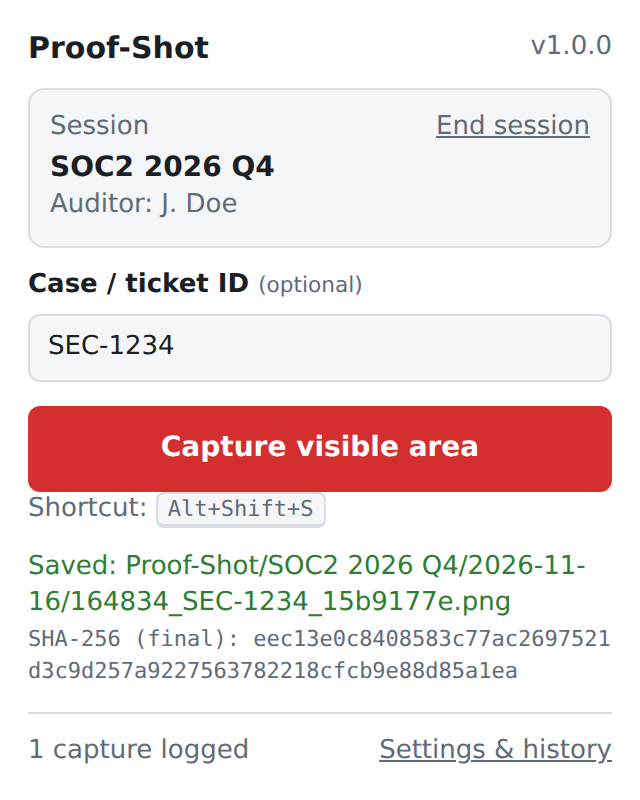 Proof-Shot v1.0.0
Session End session
SOC2 2026 Q4
Auditor: J. Doe
Case / ticket ID (optional)
SEC-1234
Capture visible area
Shortcut: Alt+Shift+S
Saved: Proof-Shot/SOC2 2026 Q4/2026-11-
16/164834_SEC-1234_15b9177e.png
SHA-256 (final): eec13e0c8408583c77ac2697521
d3c9d257a9227563782218cfcb9e88d85a1ea
1 capture logged Settings & history